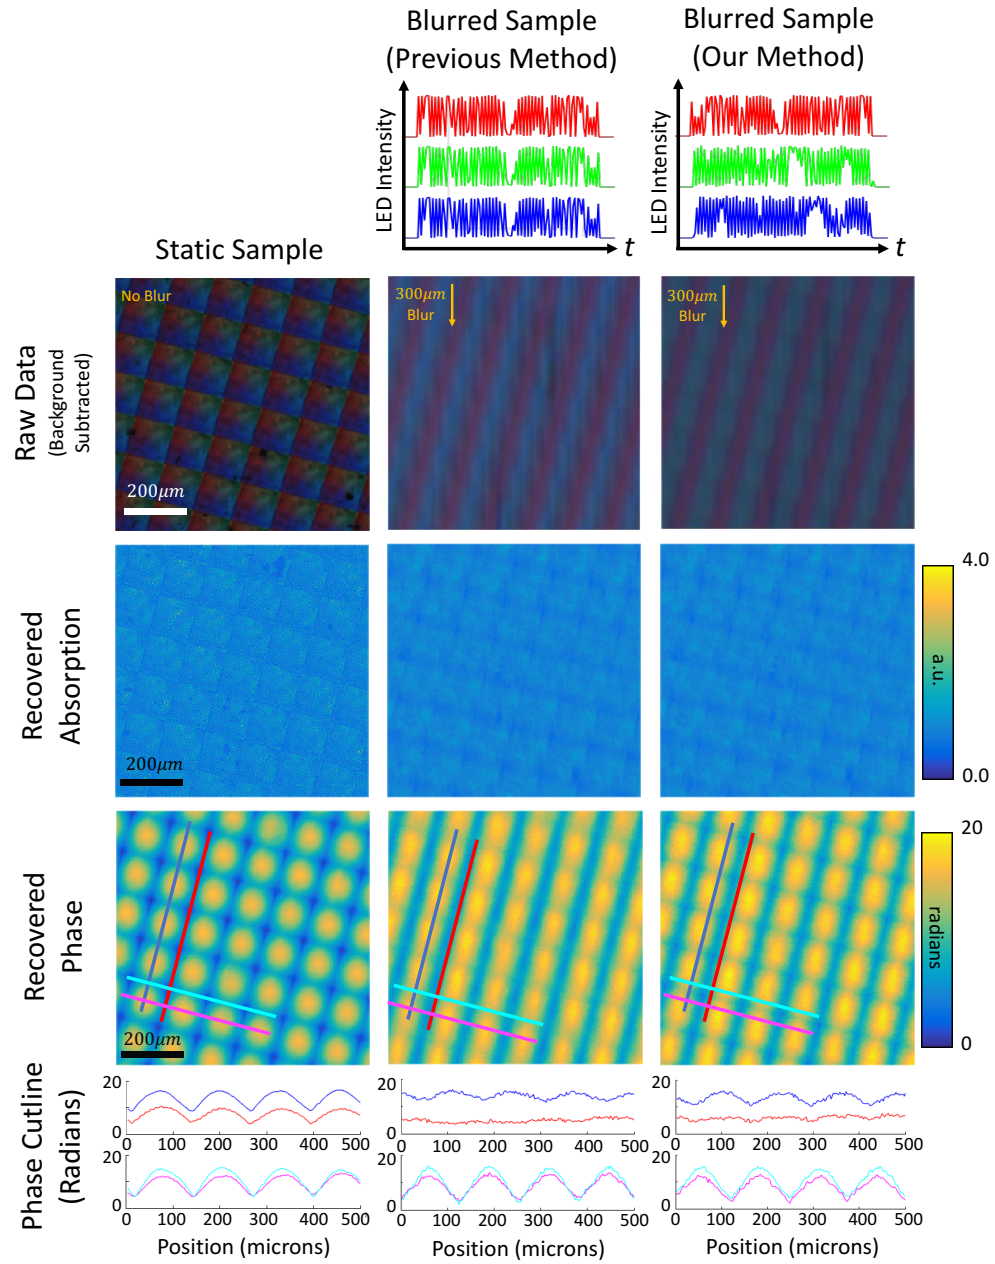 Blurred Sample
(Previous Method)
Blurred Sample
(Our Method)
LED Intensity
t
LED Intensity
t
Static Sample
Raw Data
(Background
Subtracted)
No Blur
200μm
300μm
Blur
300μm
Blur
Recovered
Absorption
200μm
4.0
a.u.
0.0
Recovered
Phase
200μm
20
radians
0
Phase Cutline
(Radians)
20
0
0 100 200 300 400 500
20
0
0 100 200 300 400 500
20
0
0 100 200 300 400 500
20
0
0 100 200 300 400 500
20
0
0 100 200 300 400 500
20
0
0 100 200 300 400 500
Position (microns)
Position (microns)
Position (microns)